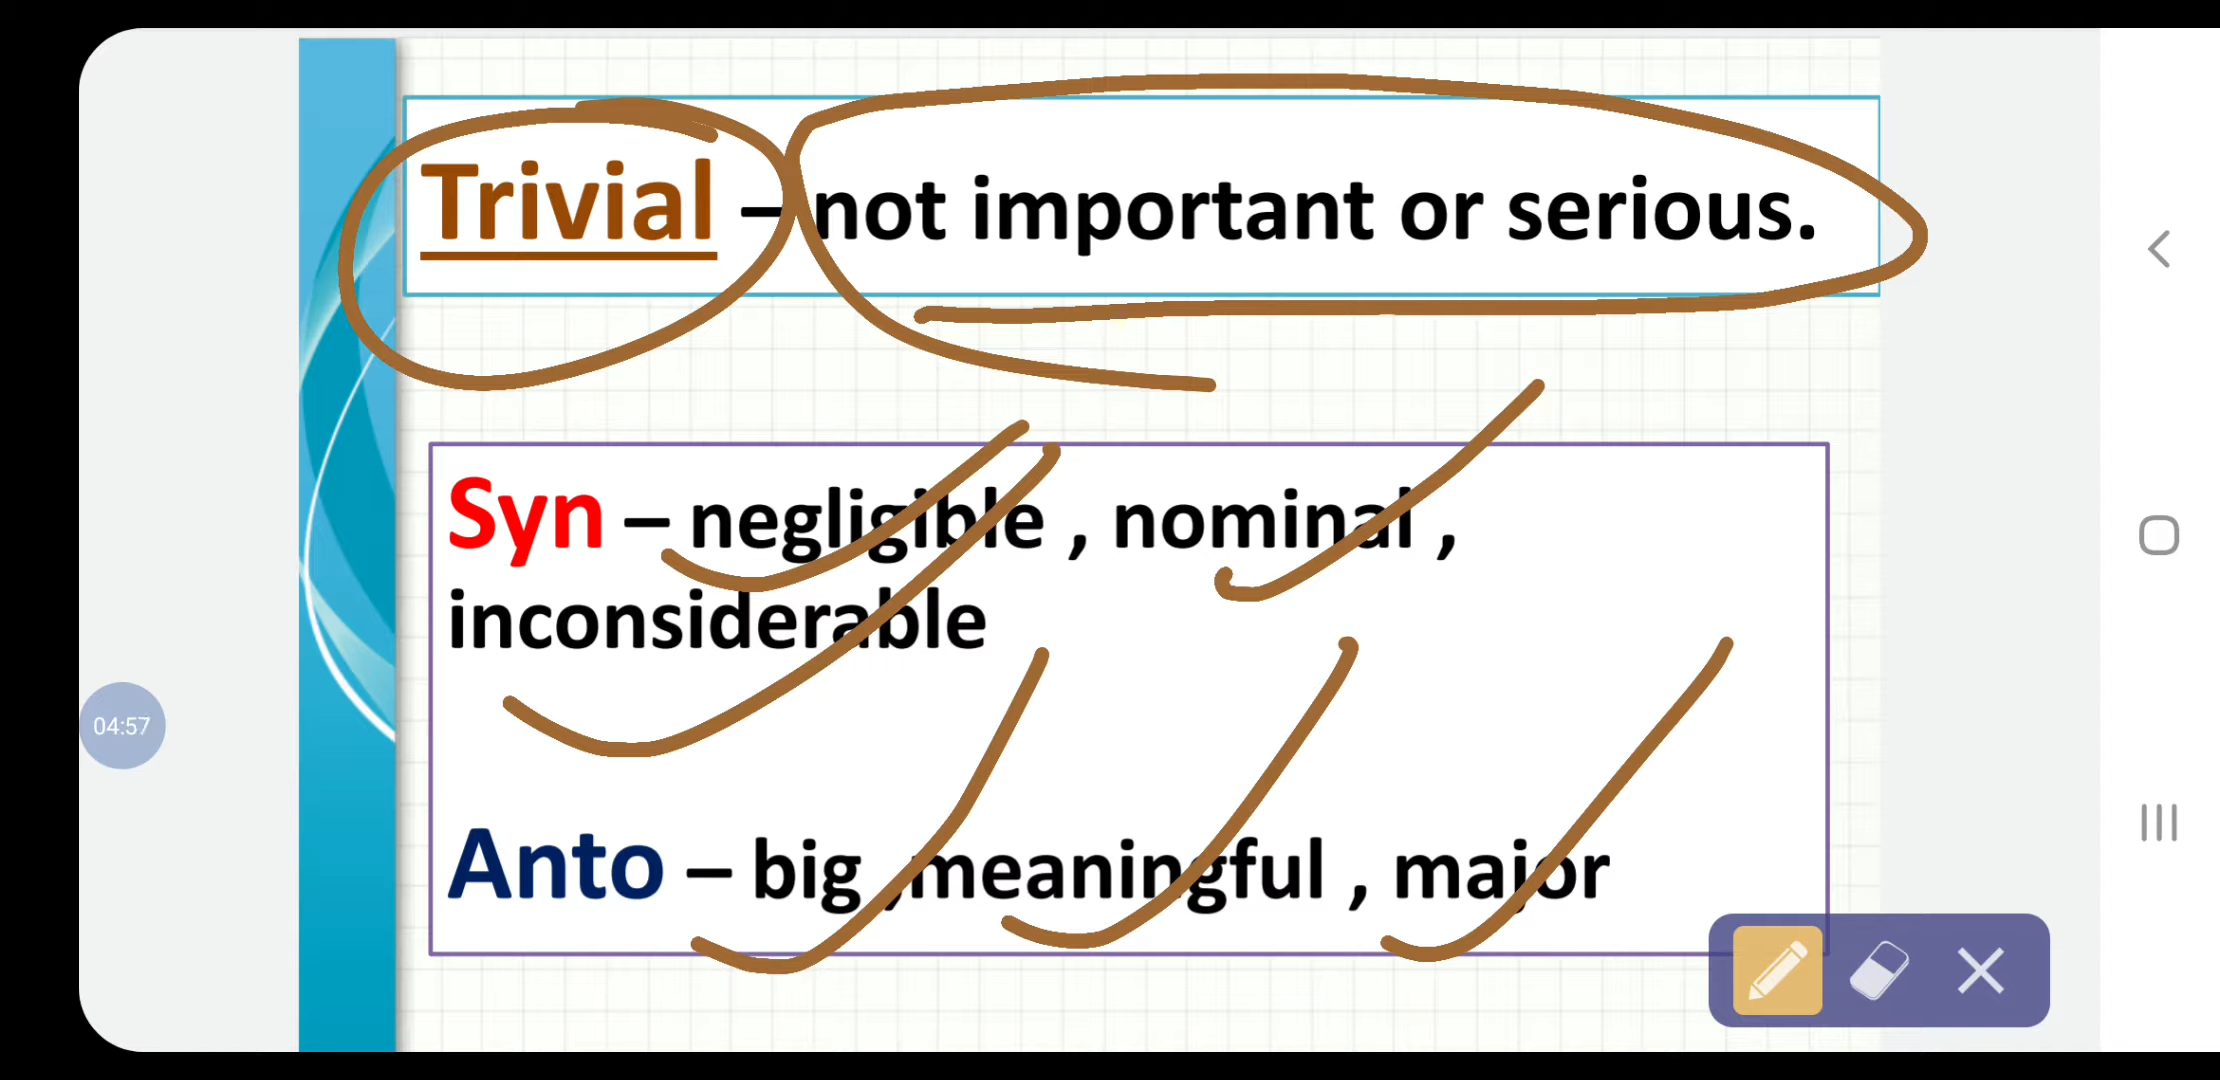 Trivial – not important or serious.
Syn – negligible , nominal ,
inconsiderable
Anto – big ,meaningful , major
04:57